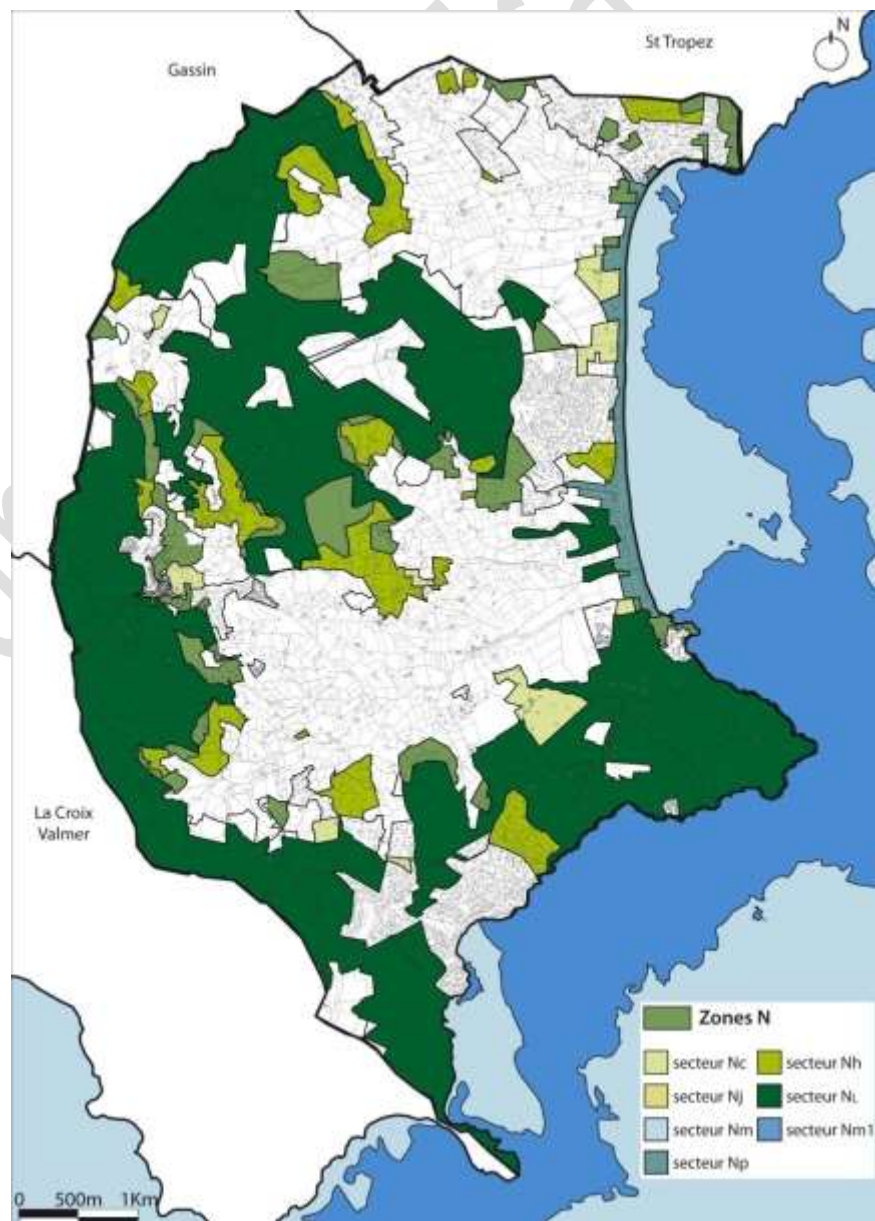 St Tropez
N
Gassin
La Croix
Valmer
Zones N
secteur Nc
secteur Nh
secteur Nj
secteur NL
secteur Nm
secteur Nm1
secteur Np
0 500m 1Km